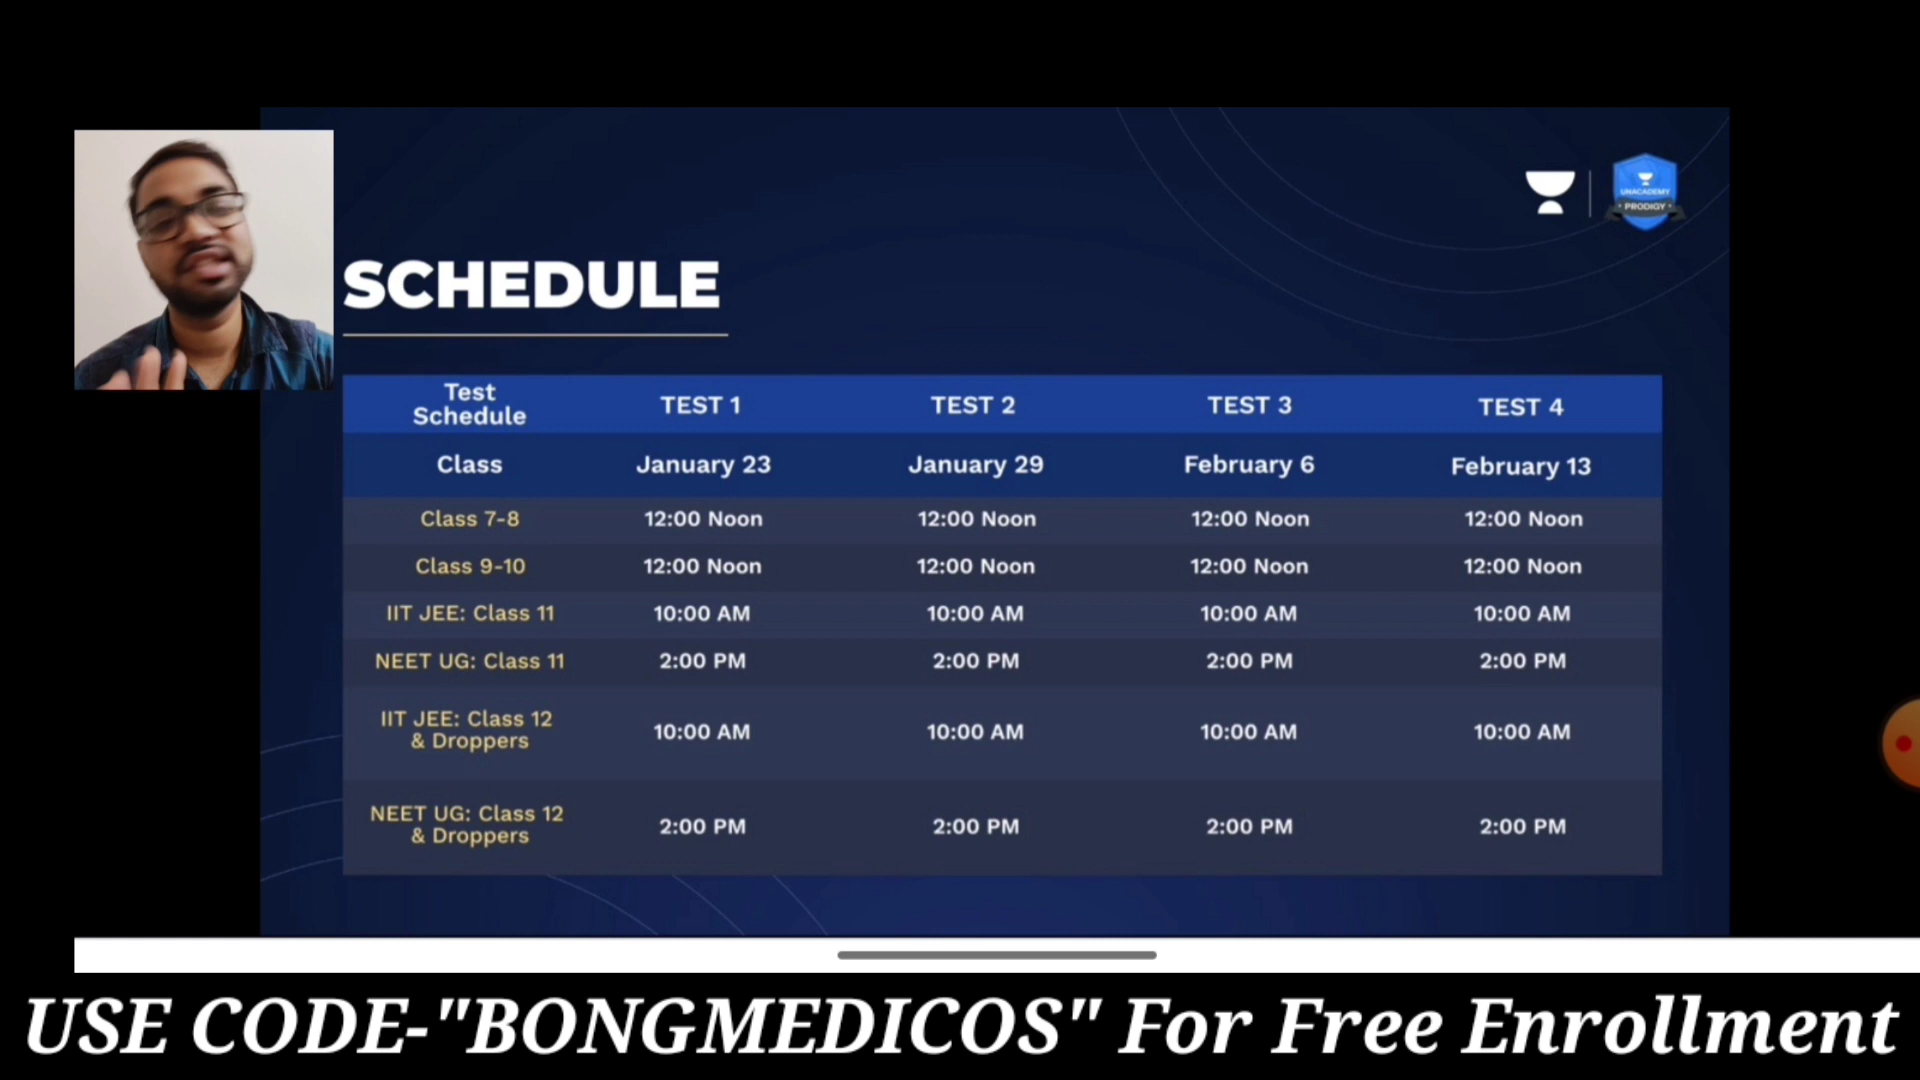 UNACADEMY
PRODIGY
SCHEDULE
Test Schedule TEST 1 TEST 2 TEST 3 TEST 4
Class January 23 January 29 February 6 February 13
Class 7-8 12:00 Noon 12:00 Noon 12:00 Noon 12:00 Noon
Class 9-10 12:00 Noon 12:00 Noon 12:00 Noon 12:00 Noon
IIT JEE: Class 11 10:00 AM 10:00 AM 10:00 AM 10:00 AM
NEET UG: Class 11 2:00 PM 2:00 PM 2:00 PM 2:00 PM
IIT JEE: Class 12 & Droppers 10:00 AM 10:00 AM 10:00 AM 10:00 AM
NEET UG: Class 12 & Droppers 2:00 PM 2:00 PM 2:00 PM 2:00 PM
USE CODE-"BONGMEDICOS" For Free Enrollment